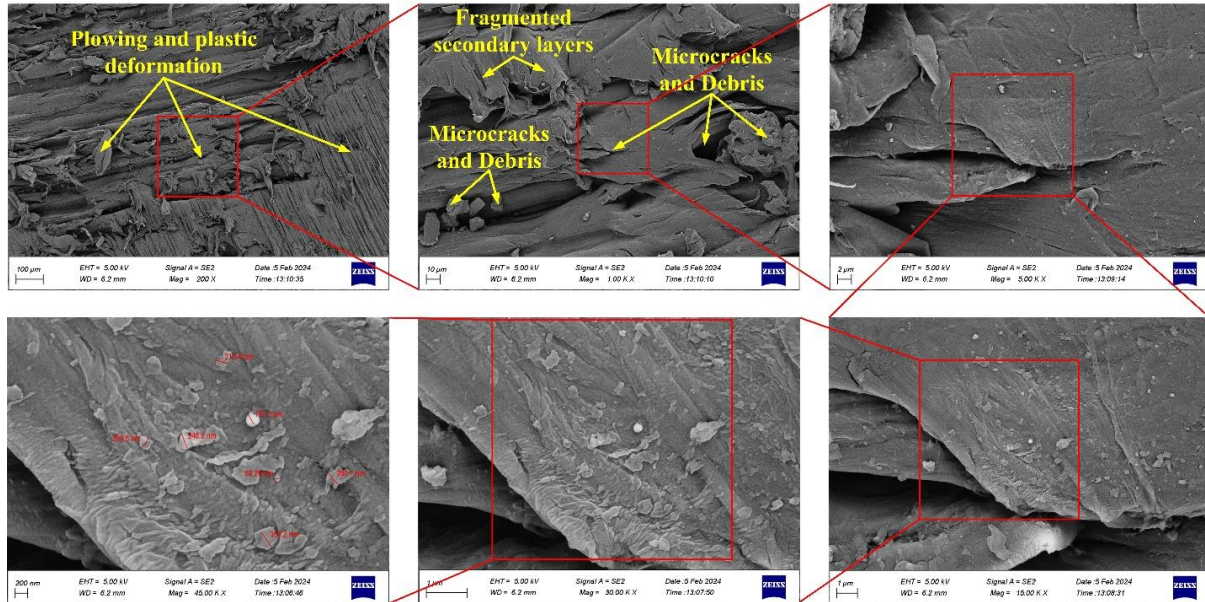 Plowing and plastic
deformation
100 µm
EHT = 5.00 kV Signal A = SE2 Date :5 Feb 2024
WD = 6.2 mm Mag = 200 X Time :13:10:35
ZEISS
Fragmented
secondary layers
Microcracks
and Debris
Microcracks
and Debris
10 µm
EHT = 5.00 kV Signal A = SE2 Date :5 Feb 2024
WD = 6.2 mm Mag = 1.00 K X Time :13:10:10
ZEISS
2 µm
EHT = 5.00 kV Signal A = SE2 Date :5 Feb 2024
WD = 6.2 mm Mag = 5.00 K X Time :13:09:14
ZEISS
248.2 nm
200 nm
EHT = 5.00 kV Signal A = SE2 Date :5 Feb 2024
WD = 6.2 mm Mag = 45.00 K X Time :13:06:46
ZEISS
1 µm
EHT = 5.00 kV Signal A = SE2 Date :5 Feb 2024
WD = 6.2 mm Mag = 30.00 K X Time :13:07:50
ZEISS
1 µm
EHT = 5.00 kV Signal A = SE2 Date :5 Feb 2024
WD = 6.2 mm Mag = 15.00 K X Time :13:08:31
ZEISS